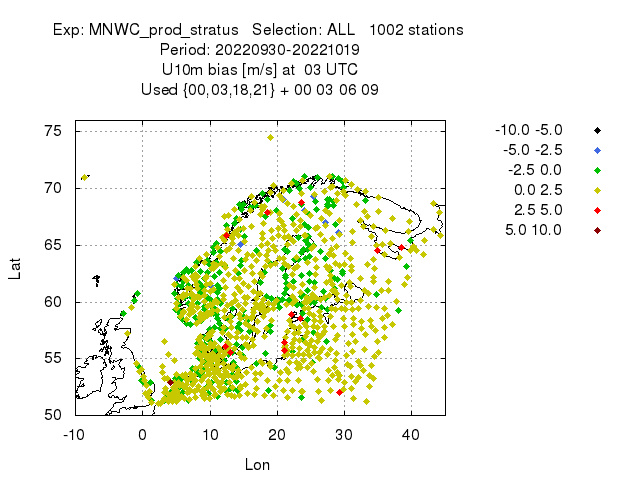 Exp: MNWC_prod_stratus   Selection: ALL   1002 stations
Period: 20220930-20221019
U10m bias [m/s] at  03 UTC
Used {00,03,18,21} + 00 03 06 09
-10.0 -5.0
-5.0 -2.5
-2.5 0.0
0.0 2.5
2.5 5.0
5.0 10.0
75
70
65
60
55
50
Lat
-10 0 10 20 30 40
Lon